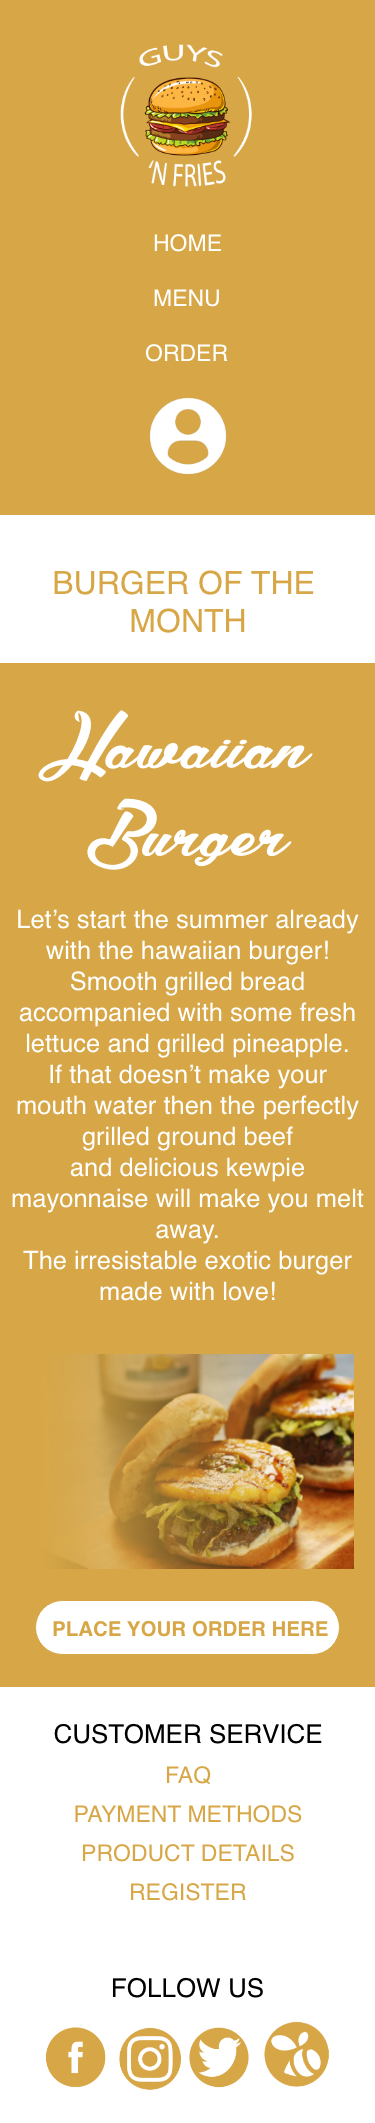 GUYS
'N FRIES
HOME
MENU
ORDER
BURGER OF THE
MONTH
Hawaiian
Burger
Let’s start the summer already
with the hawaiian burger!
Smooth grilled bread
accompanied with some fresh
lettuce and grilled pineapple.
If that doesn’t make your
mouth water then the perfectly
grilled ground beef
and delicious kewpie
mayonnaise will make you melt
away.
The irresistable exotic burger
made with love!
PLACE YOUR ORDER HERE
CUSTOMER SERVICE
FAQ
PAYMENT METHODS
PRODUCT DETAILS
REGISTER
FOLLOW US